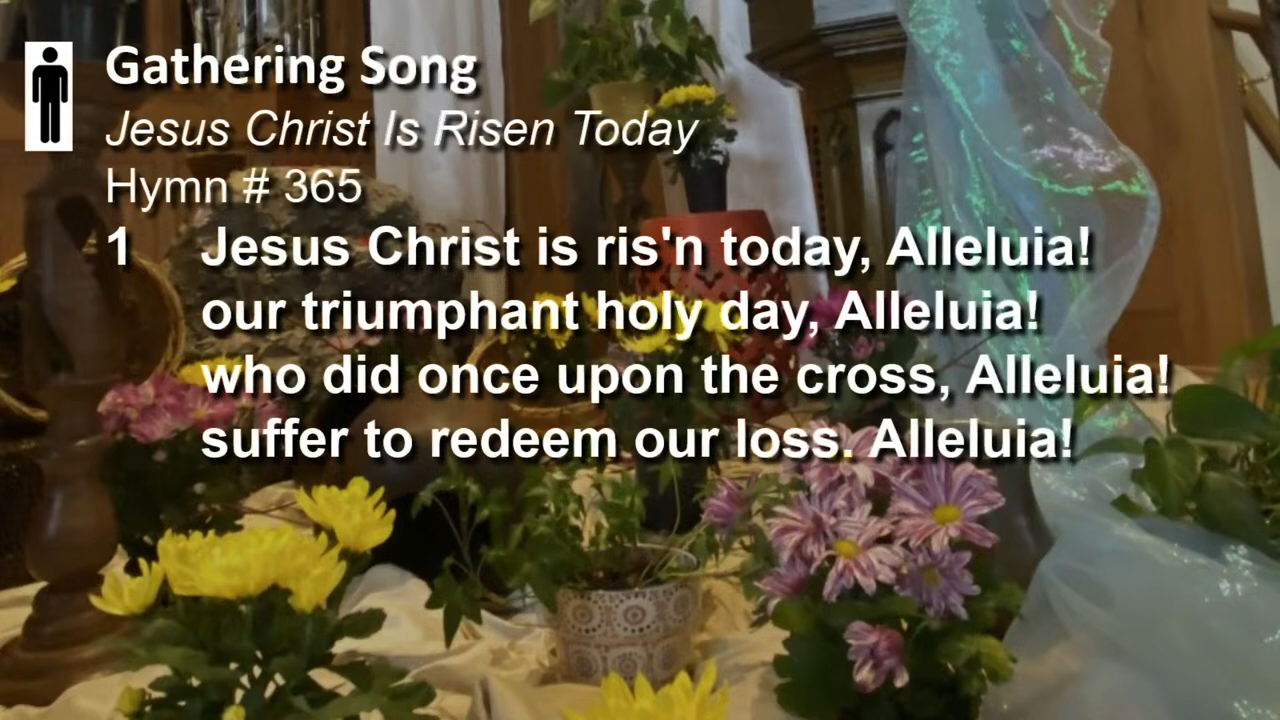 Gathering Song
Jesus Christ Is Risen Today
Hymn # 365
1 Jesus Christ is ris'n today, Alleluia!
our triumphant holy day, Alleluia!
who did once upon the cross, Alleluia!
suffer to redeem our loss. Alleluia!